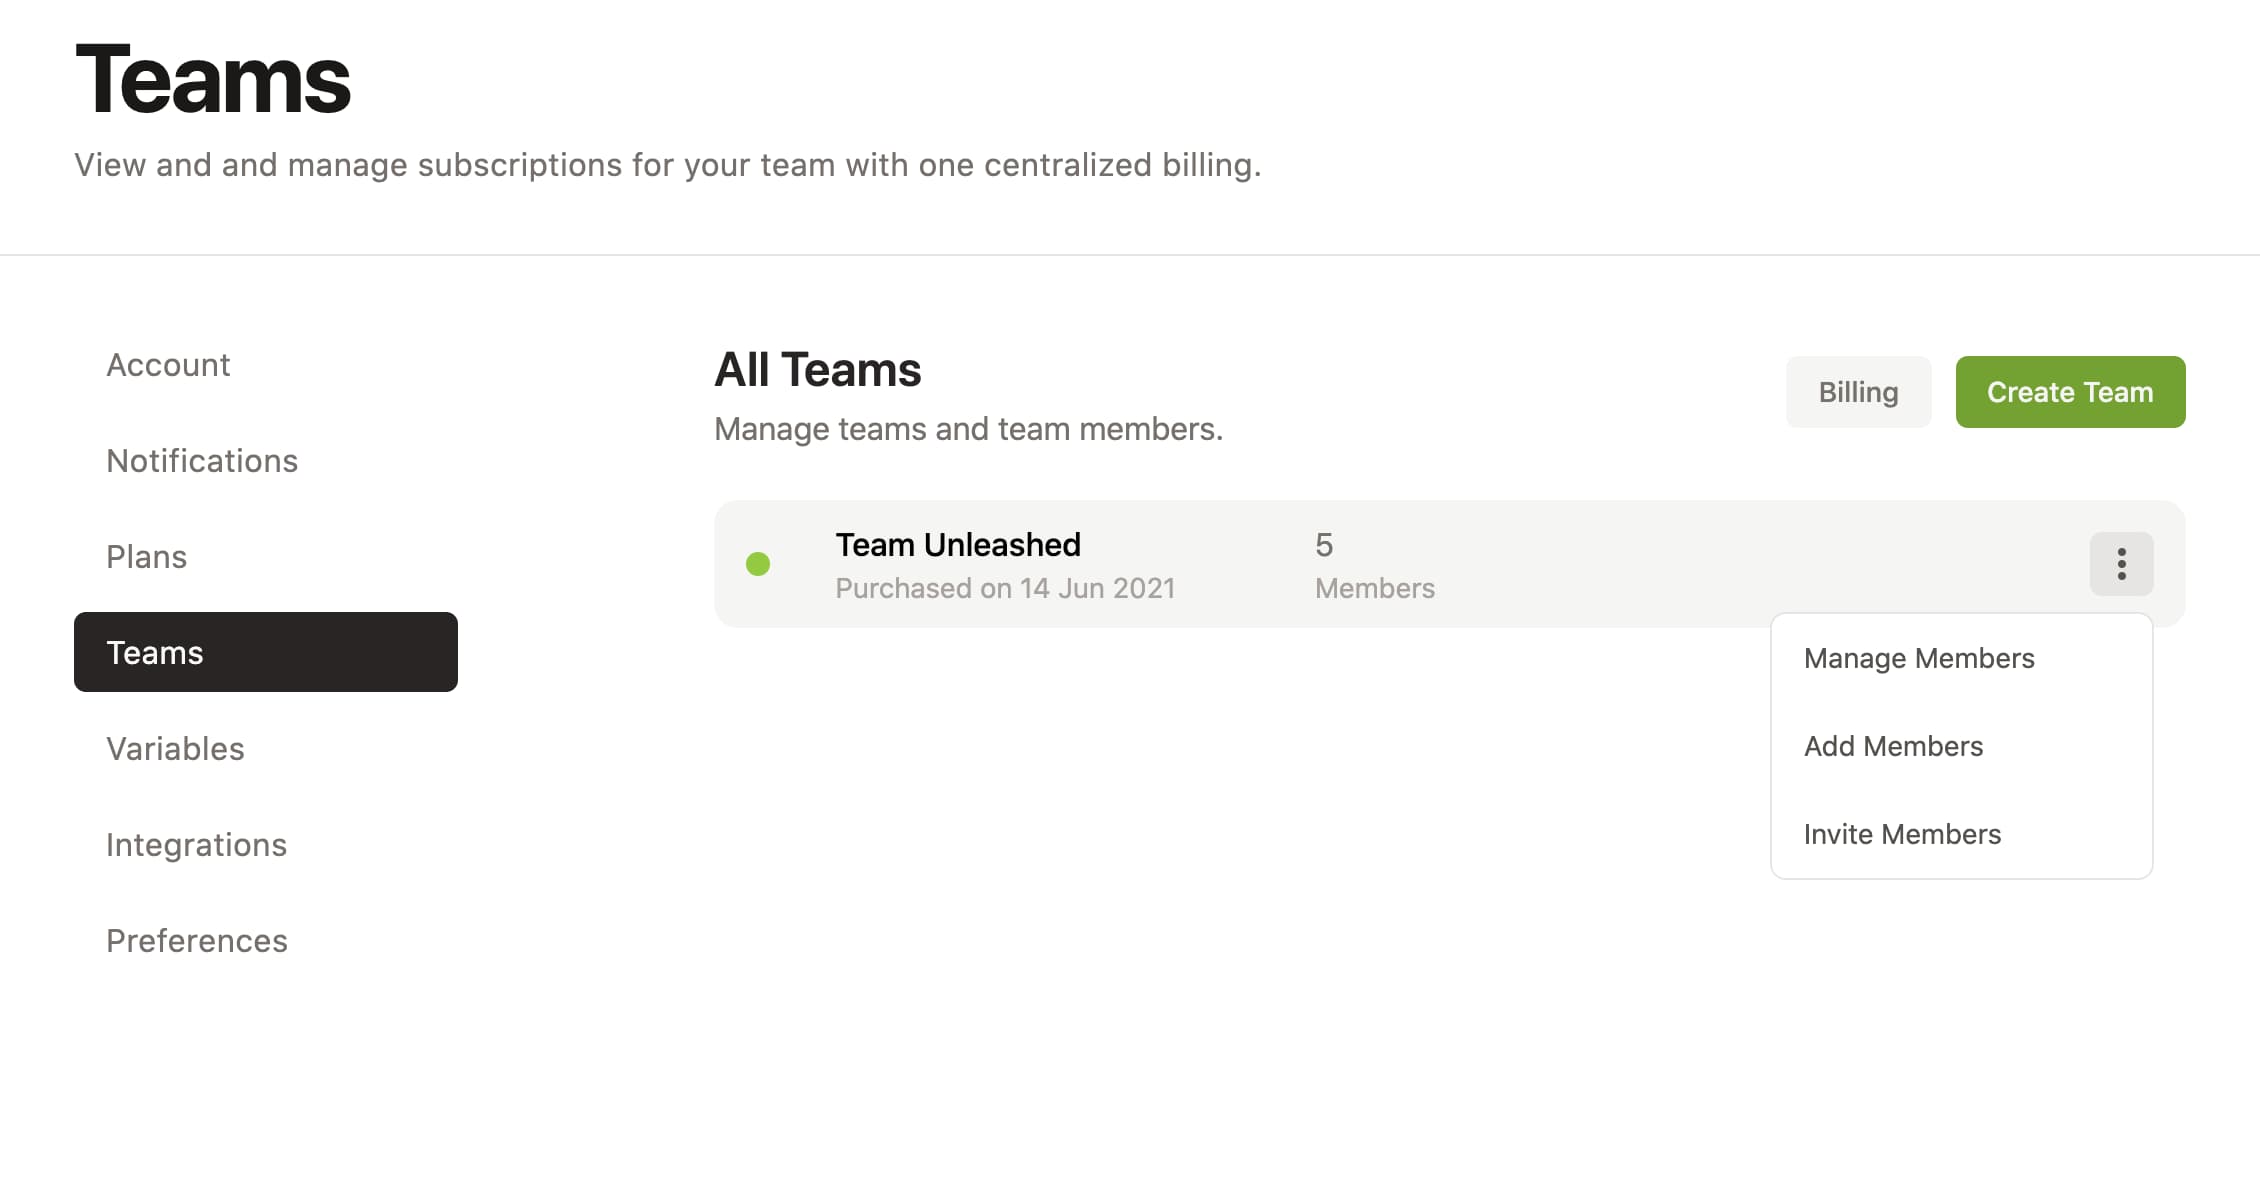 Teams
View and and manage subscriptions for your team with one centralized billing.
Account
Notifications
Plans
Teams
Variables
Integrations
Preferences
All Teams
Manage teams and team members.
Billing
Create Team
Team Unleashed
Purchased on 14 Jun 2021
5
Members
Manage Members
Add Members
Invite Members